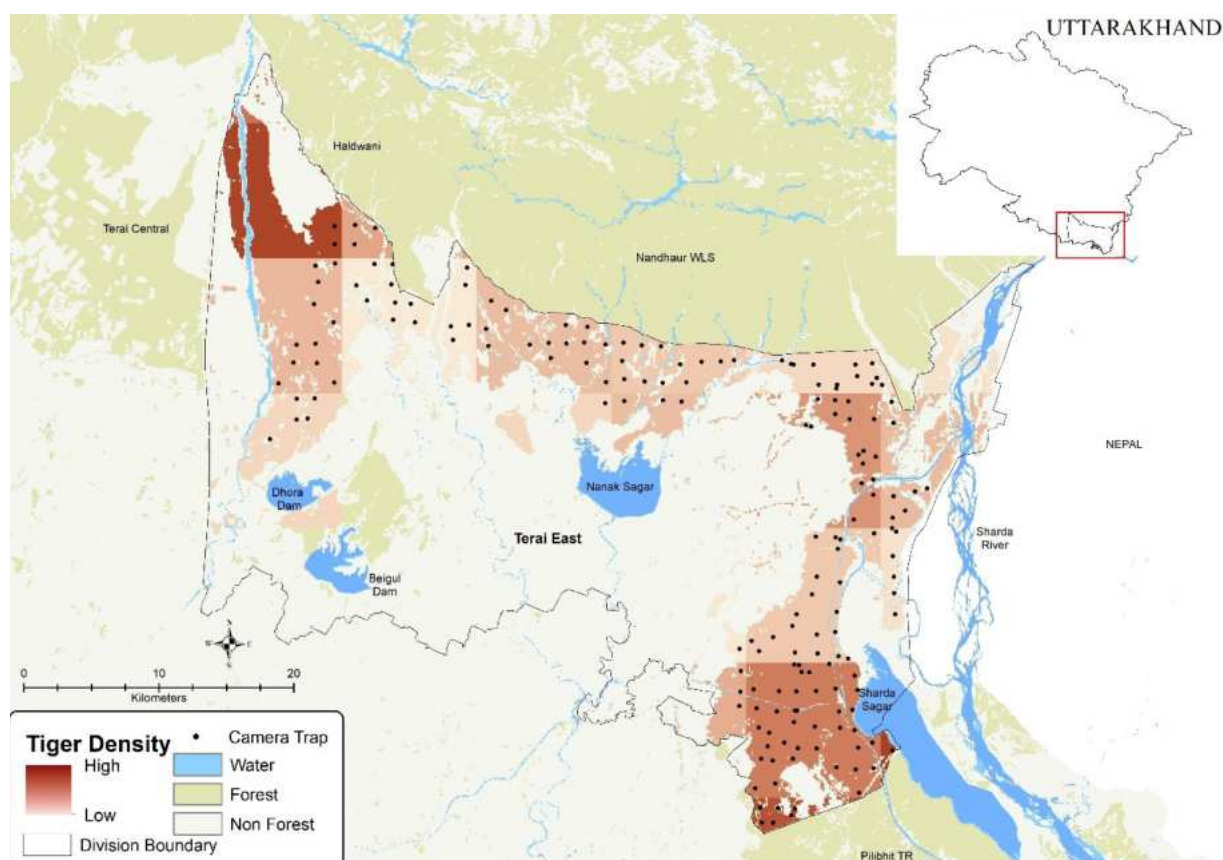 UTTARAKHAND
Haldwani
Terai Central
Nandhaur WLS
NEPAL
Dhora
Dam
Nanak Sagar
Terai East
Sharda
River
Beigul
Dam
N
W E
S
0 10 20
Kilometers
Sharda
Sagar
Tiger Density
High
Low
Camera Trap
Water
Forest
Non Forest
Division Boundary
Pilibhit TR